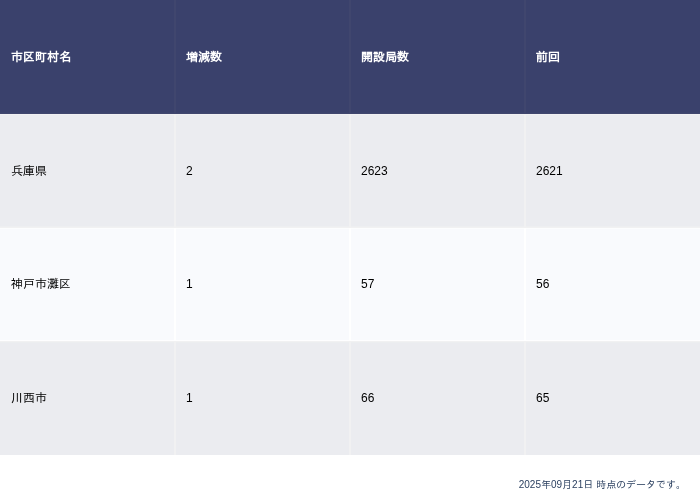 市区町村名 増減数 開設局数 前回
兵庫県 2 2623 2621
神戸市灘区 1 57 56
川西市 1 66 65
2025年09月21日 時点のデータです。